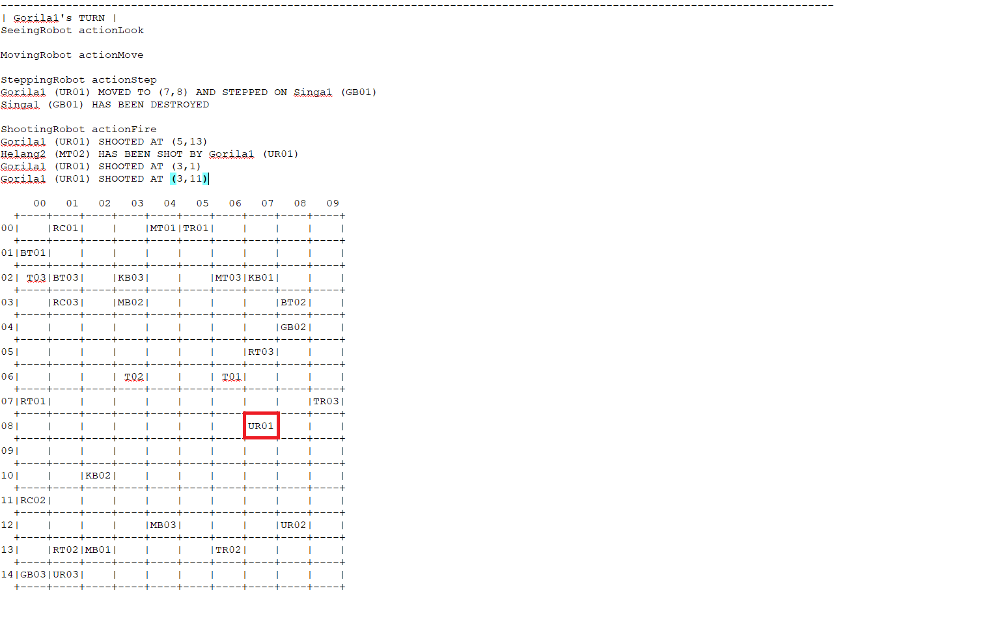 --------------------------------------------------------------------------------------------------------------------------------
| Gorila1's TURN |
SeeingRobot actionLook
MovingRobot actionMove
SteppingRobot actionStep
Gorila1 (UR01) MOVED TO (7,8) AND STEPPED ON Singa1 (GB01)
Singa1 (GB01) HAS BEEN DESTROYED
ShootingRobot actionFire
Gorila1 (UR01) SHOOTED AT (5,13)
Helang2 (MT02) HAS BEEN SHOT BY Gorila1 (UR01)
Gorila1 (UR01) SHOOTED AT (3,1)
Gorila1 (UR01) SHOOTED AT (3,11)
     00   01   02   03   04   05   06   07   08   09
  +----+----+----+----+----+----+----+----+----+----+
00|    |RC01|    |    |MT01|TR01|    |    |    |    |
  +----+----+----+----+----+----+----+----+----+----+
01|BT01|    |    |    |    |    |    |    |    |    |
  +----+----+----+----+----+----+----+----+----+----+
02| T03|BT03|    |KB03|    |    |MT03|KB01|    |    |
  +----+----+----+----+----+----+----+----+----+----+
03|    |RC03|    |MB02|    |    |    |    |BT02|    |
  +----+----+----+----+----+----+----+----+----+----+
04|    |    |    |    |    |    |    |    |GB02|    |
  +----+----+----+----+----+----+----+----+----+----+
05|    |    |    |    |    |    |    |RT03|    |    |
  +----+----+----+----+----+----+----+----+----+----+
06|    |    |    | T02|    |    | T01|    |    |    |
  +----+----+----+----+----+----+----+----+----+----+
07|RT01|    |    |    |    |    |    |    |    |TR03|
  +----+----+----+----+----+----+----+----+----+----+
08|    |    |    |    |    |    |    |UR01|    |    |
  +----+----+----+----+----+----+----+----+----+----+
09|    |    |    |    |    |    |    |    |    |    |
  +----+----+----+----+----+----+----+----+----+----+
10|    |    |KB02|    |    |    |    |    |    |    |
  +----+----+----+----+----+----+----+----+----+----+
11|RC02|    |    |    |    |    |    |    |    |    |
  +----+----+----+----+----+----+----+----+----+----+
12|    |    |    |    |MB03|    |    |    |UR02|    |
  +----+----+----+----+----+----+----+----+----+----+
13|    |RT02|MB01|    |    |    |TR02|    |    |    |
  +----+----+----+----+----+----+----+----+----+----+
14|GB03|UR03|    |    |    |    |    |    |    |    |
  +----+----+----+----+----+----+----+----+----+----+